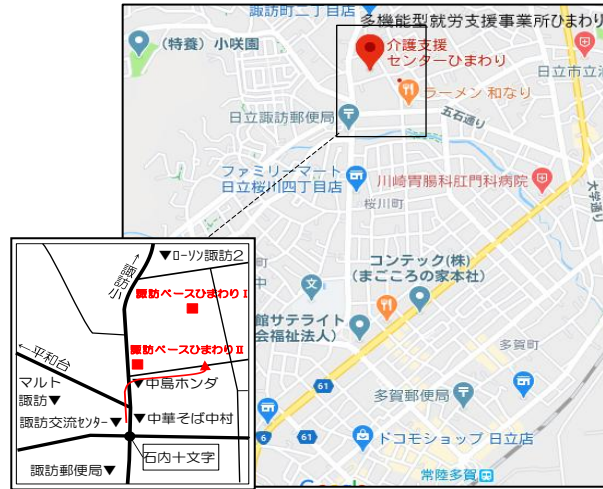 諏訪町二丁目店
多機能型就労支援事業所ひまわり
(特養) 小咲園
介護支援
センターひまわり
日立市立
ラーメン 和なり
日立諏訪郵便局
五石通り
ファミリーマート
日立桜川四丁目店
川崎胃腸科肛門科病院
大学通り
桜川町
町
中
コンテック(株)
(まごころの家本社)
館サテライト
会福祉法人)
多賀町
61
多賀郵便局
61
6
61
ドコモショップ 日立店
常陸多賀
▼ローソン諏訪2
諏訪小→
諏訪ベースひまわりⅠ
←平和台
諏訪ベースひまわりⅡ
マルト
諏訪▼
▼中島ホンダ
諏訪交流センター▼
▼中華そば中村
石内十文字
諏訪郵便局▼